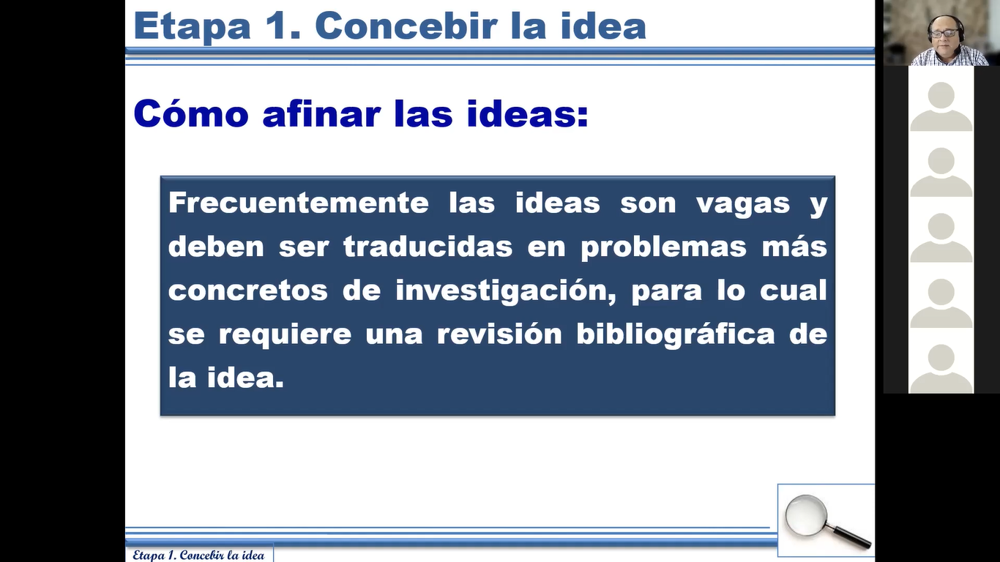 Etapa 1. Concebir la idea
Cómo afinar las ideas:
Frecuentemente las ideas son vagas y
deben ser traducidas en problemas más
concretos de investigación, para lo cual
se requiere una revisión bibliográfica de
la idea.
Etapa 1. Concebir la idea